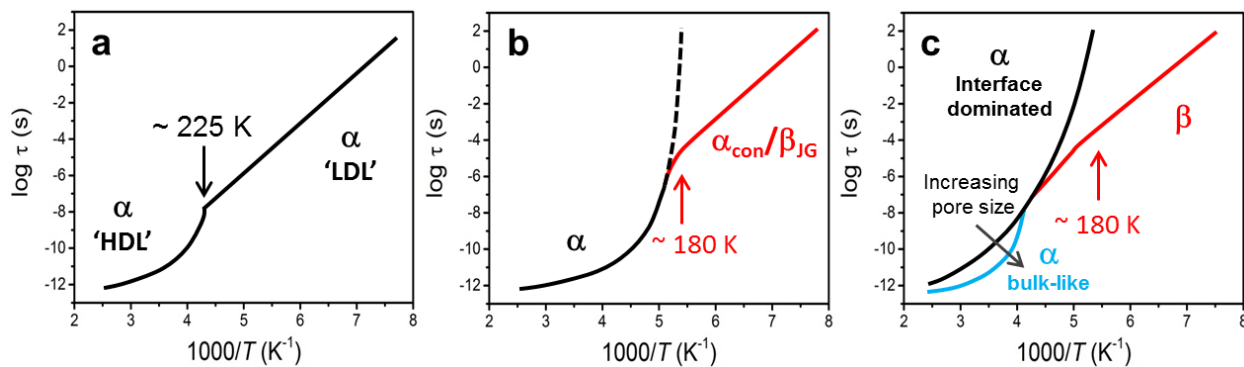 a
~ 225 K
α
'HDL'
α
'LDL'
log τ (s)
2
0
-2
-4
-6
-8
-10
-12
2 3 4 5 6 7 8
1000/T (K⁻¹)
b
α
αcon/βJG
~ 180 K
log τ (s)
2
0
-2
-4
-6
-8
-10
-12
2 3 4 5 6 7 8
1000/T (K⁻¹)
c
α
Interface
dominated
β
Increasing
pore size
~ 180 K
α
bulk-like
log τ (s)
2
0
-2
-4
-6
-8
-10
-12
2 3 4 5 6 7 8
1000/T (K⁻¹)